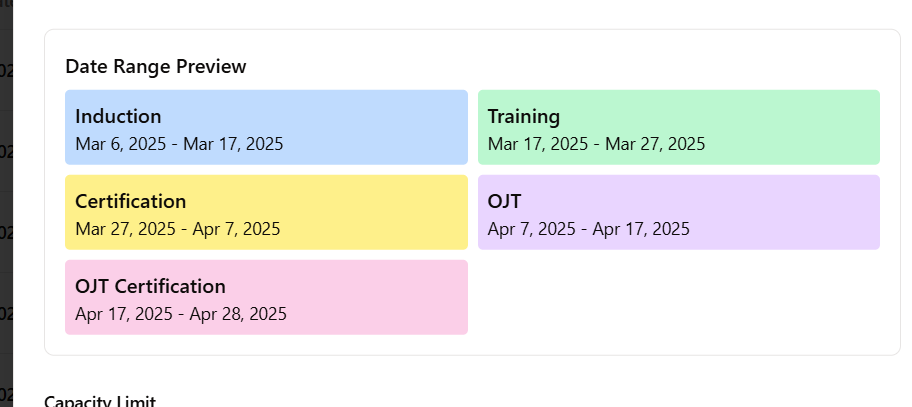 Date Range Preview
Induction
Mar 6, 2025 - Mar 17, 2025
Training
Mar 17, 2025 - Mar 27, 2025
Certification
Mar 27, 2025 - Apr 7, 2025
OJT
Apr 7, 2025 - Apr 17, 2025
OJT Certification
Apr 17, 2025 - Apr 28, 2025
Capacity Limit